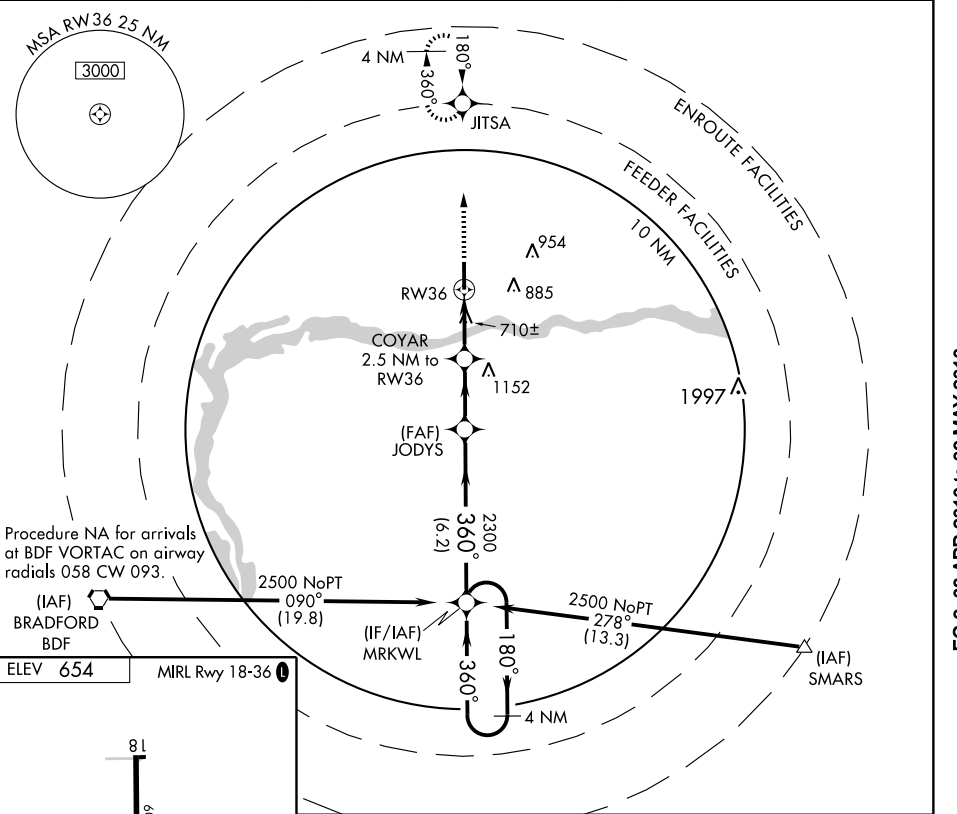 MSA RW36 25 NM
3000
4 NM
180°
360°
JITSA
ENROUTE FACILITIES
FEEDER FACILITIES
10 NM
954
885
RW36
710±
COYAR
2.5 NM to
RW36
1152
1997
(FAF)
JODYS
2300
360°
(6.2)
Procedure NA for arrivals
at BDF VORTAC on airway
radials 058 CW 093.
(IAF)
BRADFORD
BDF
2500 NoPT
090°
(19.8)
(IF/IAF)
MRKWL
2500 NoPT
278°
(13.3)
(IAF)
SMARS
180°
360°
4 NM
ELEV 654
MIRL Rwy 18-36 L
18